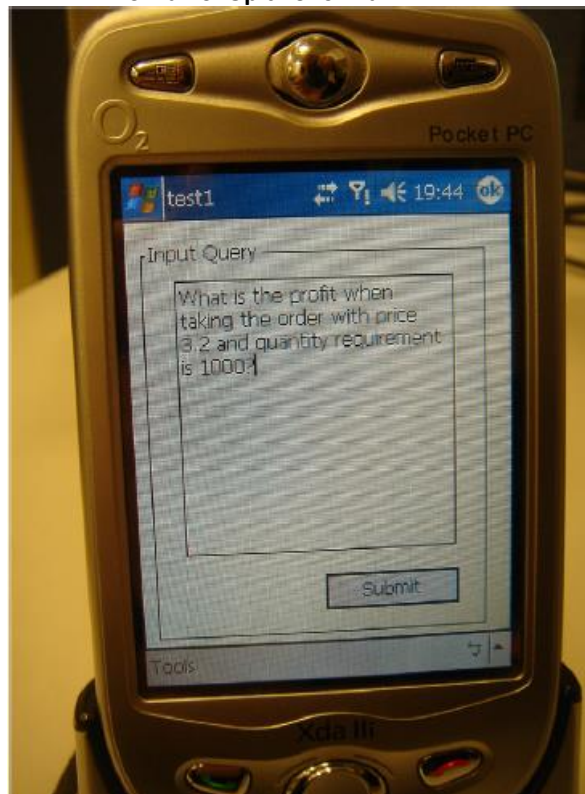 O2
Pocket PC
test1 19:44 ok
Input Query
What is the profit when
taking the order with price
3.2 and quantity requirement
is 1000?
Submit
Tools
Xda IIi